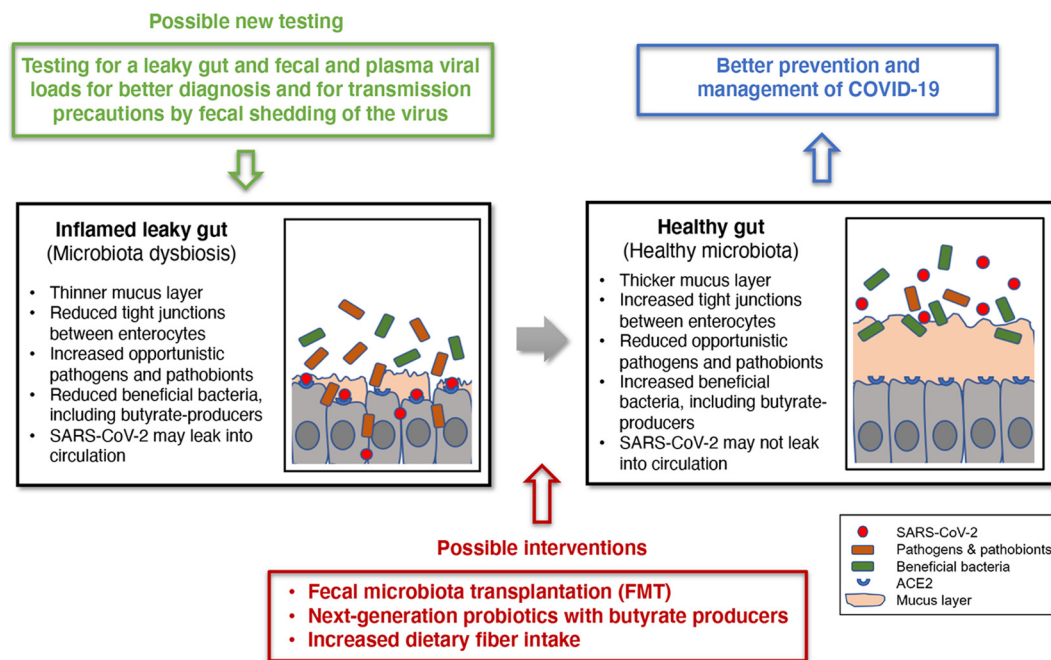 Possible new testing
Testing for a leaky gut and fecal and plasma viral
loads for better diagnosis and for transmission
precautions by fecal shedding of the virus
Better prevention and
management of COVID-19
Inflamed leaky gut
(Microbiota dysbiosis)
• Thinner mucus layer
• Reduced tight junctions
between enterocytes
• Increased opportunistic
pathogens and pathobionts
• Reduced beneficial bacteria,
including butyrate-producers
• SARS-CoV-2 may leak into
circulation
Healthy gut
(Healthy microbiota)
• Thicker mucus layer
• Increased tight junctions
between enterocytes
• Reduced opportunistic
pathogens and pathobionts
• Increased beneficial
bacteria, including butyrate-
producers
• SARS-CoV-2 may not leak
into circulation
Possible interventions
• Fecal microbiota transplantation (FMT)
• Next-generation probiotics with butyrate producers
• Increased dietary fiber intake
SARS-CoV-2
Pathogens & pathobionts
Beneficial bacteria
ACE2
Mucus layer